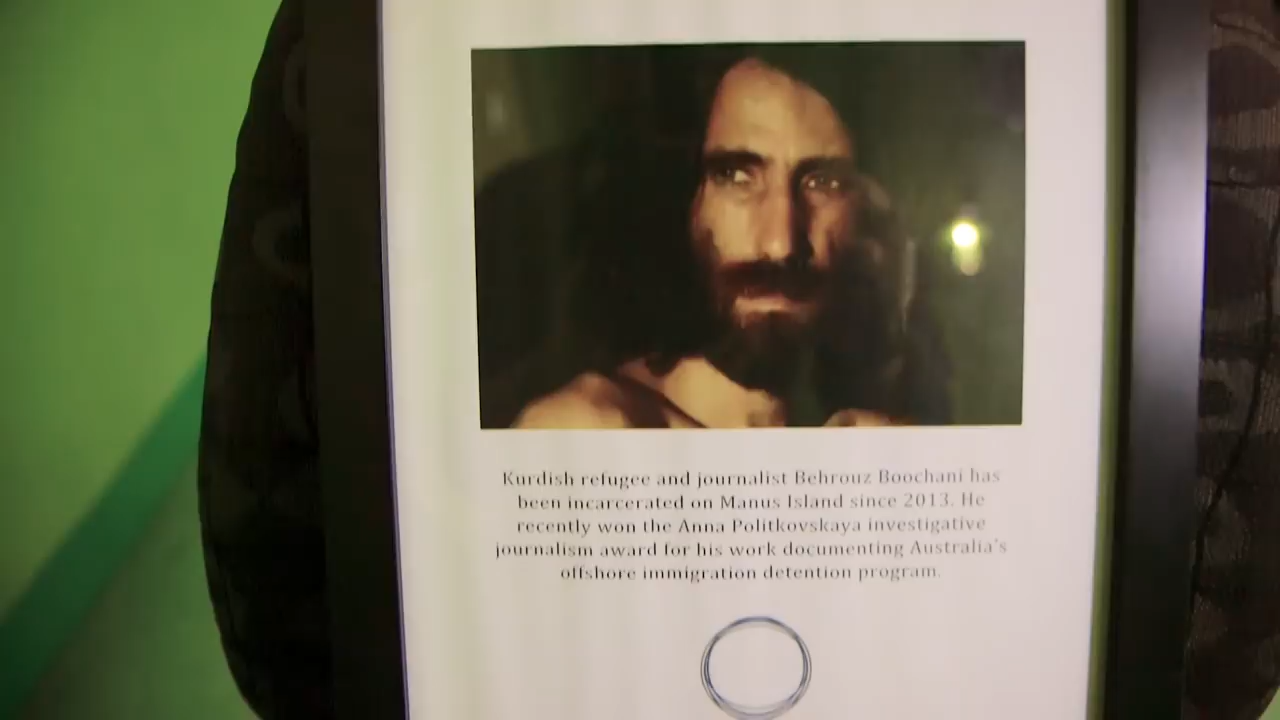 Kurdish refugee and journalist Behrouz Boochani has
been incarcerated on Manus Island since 2013. He
recently won the Anna Politkovskaya investigative
journalism award for his work documenting Australia's
offshore immigration detention program.